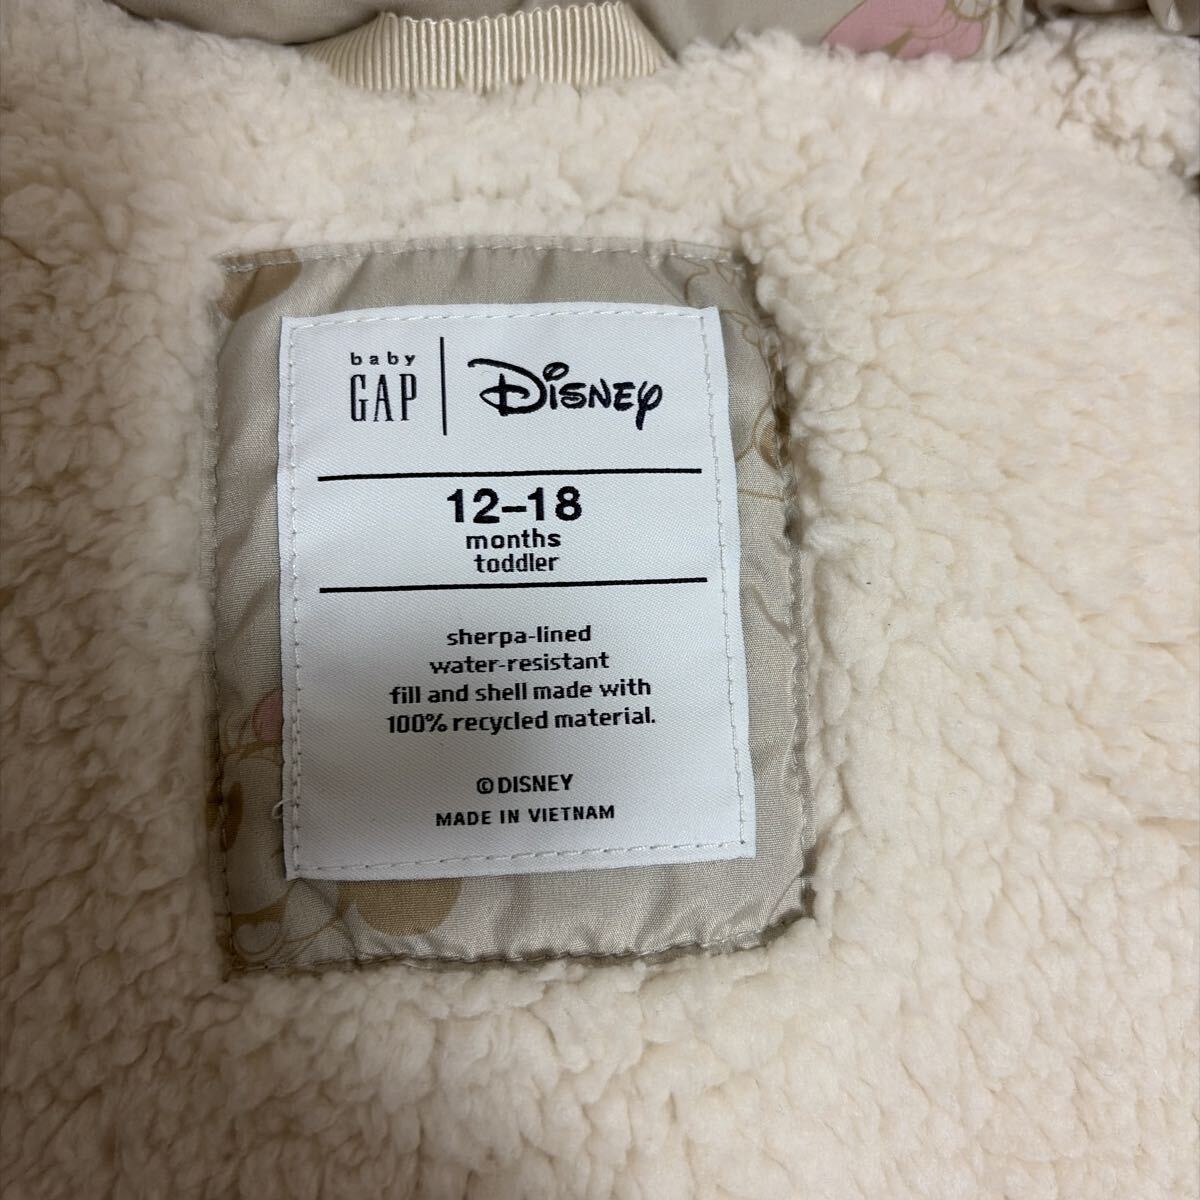 baby
GAP
Disney
12-18
months
toddler
sherpa-lined
water-resistant
fill and shell made with
100% recycled material.
© DISNEY
MADE IN VIETNAM